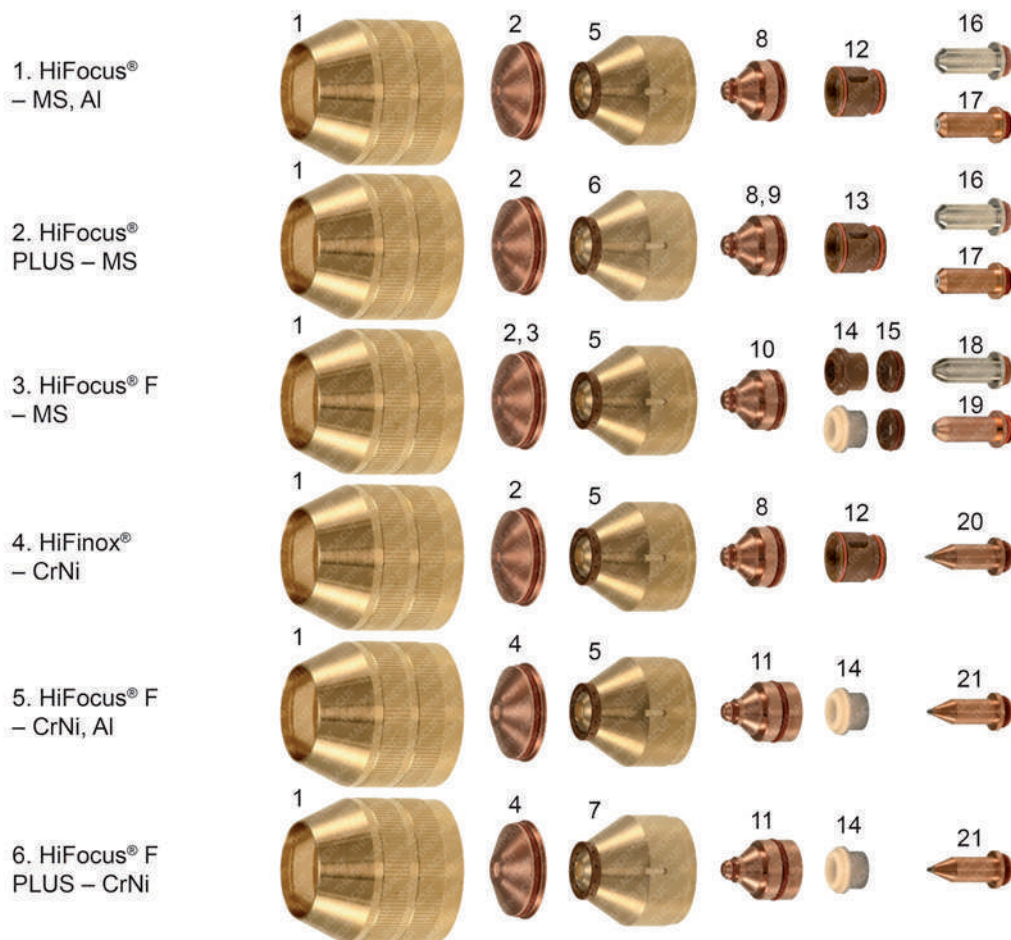 1 2 5 8 12 16
1. HiFocus®
– MS, Al
17
1 2 6 8, 9 13 16
2. HiFocus®
PLUS – MS
17
1 2, 3 5 10 14 15 18
3. HiFocus® F
– MS
19
1 2 5 8 12 20
4. HiFinox®
– CrNi
1 4 5 11 14 21
5. HiFocus® F
– CrNi, Al
1 4 7 11 14 21
6. HiFocus® F
PLUS – CrNi